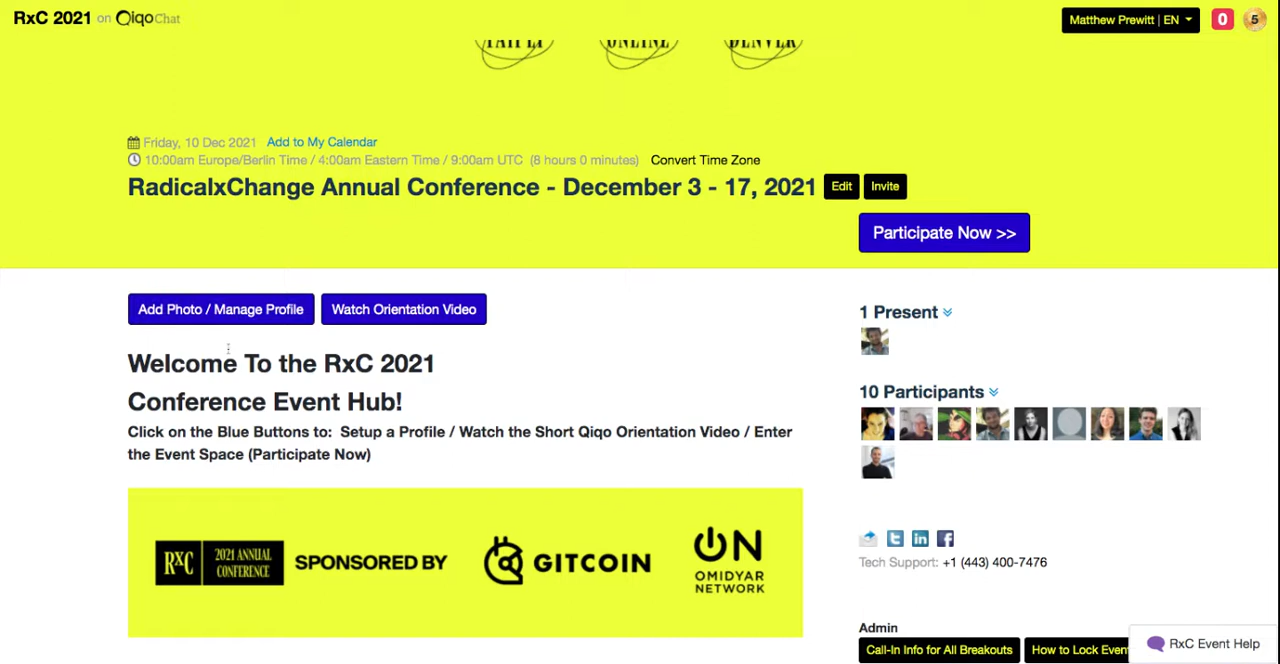 RxC 2021 on QiqoChat
Matthew Prewitt | EN
0
5
TAIPEI
ONLINE
DENVER
Friday, 10 Dec 2021 Add to My Calendar
10:00am Europe/Berlin Time / 4:00am Eastern Time / 9:00am UTC (8 hours 0 minutes) Convert Time Zone
RadicalxChange Annual Conference - December 3 - 17, 2021 Edit Invite
Participate Now >>
Add Photo / Manage Profile Watch Orientation Video
Welcome To the RxC 2021
Conference Event Hub!
Click on the Blue Buttons to: Setup a Profile / Watch the Short Qiqo Orientation Video / Enter
the Event Space (Participate Now)
RxC
2021 ANNUAL
CONFERENCE
SPONSORED BY
GITCOIN
ON
OMIDYAR
NETWORK
1 Present
10 Participants
Tech Support: +1 (443) 400-7476
Admin
Call-In Info for All Breakouts How to Lock Event
RxC Event Help